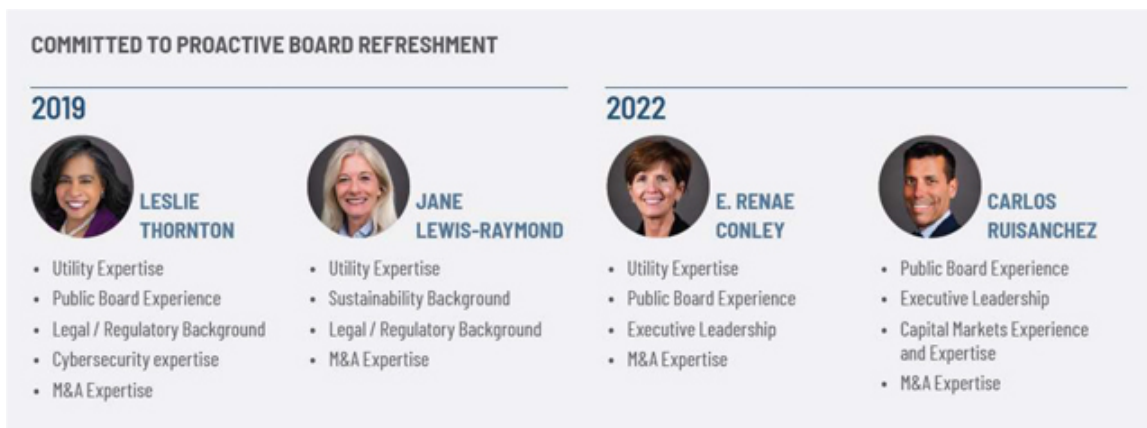 COMMITTED TO PROACTIVE BOARD REFRESHMENT
2019
LESLIE
THORNTON
• Utility Expertise
• Public Board Experience
• Legal / Regulatory Background
• Cybersecurity expertise
• M&A Expertise
JANE
LEWIS-RAYMOND
• Utility Expertise
• Sustainability Background
• Legal / Regulatory Background
• M&A Expertise
2022
E. RENAE
CONLEY
• Utility Expertise
• Public Board Experience
• Executive Leadership
• M&A Expertise
CARLOS
RUISANCHEZ
• Public Board Experience
• Executive Leadership
• Capital Markets Experience
and Expertise
• M&A Expertise